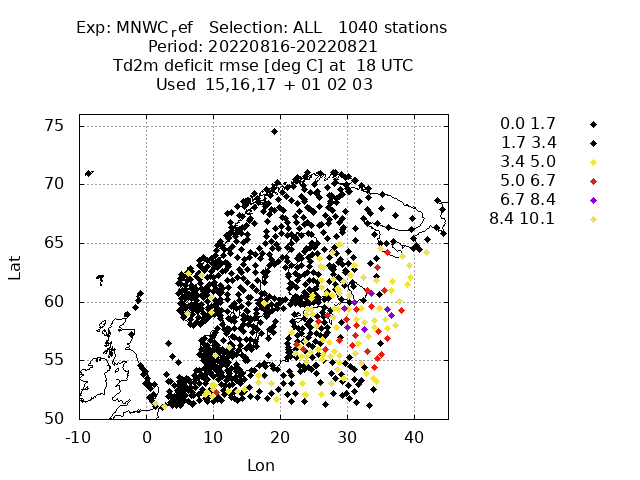 Exp: MNWC_ref   Selection: ALL   1040 stations
Period: 20220816-20220821
Td2m deficit rmse [deg C] at  18 UTC
Used  15,16,17  + 01 02 03
0.0 1.7
1.7 3.4
3.4 5.0
5.0 6.7
6.7 8.4
8.4 10.1
75
70
65
60
55
50
Lat
-10 0 10 20 30 40
Lon